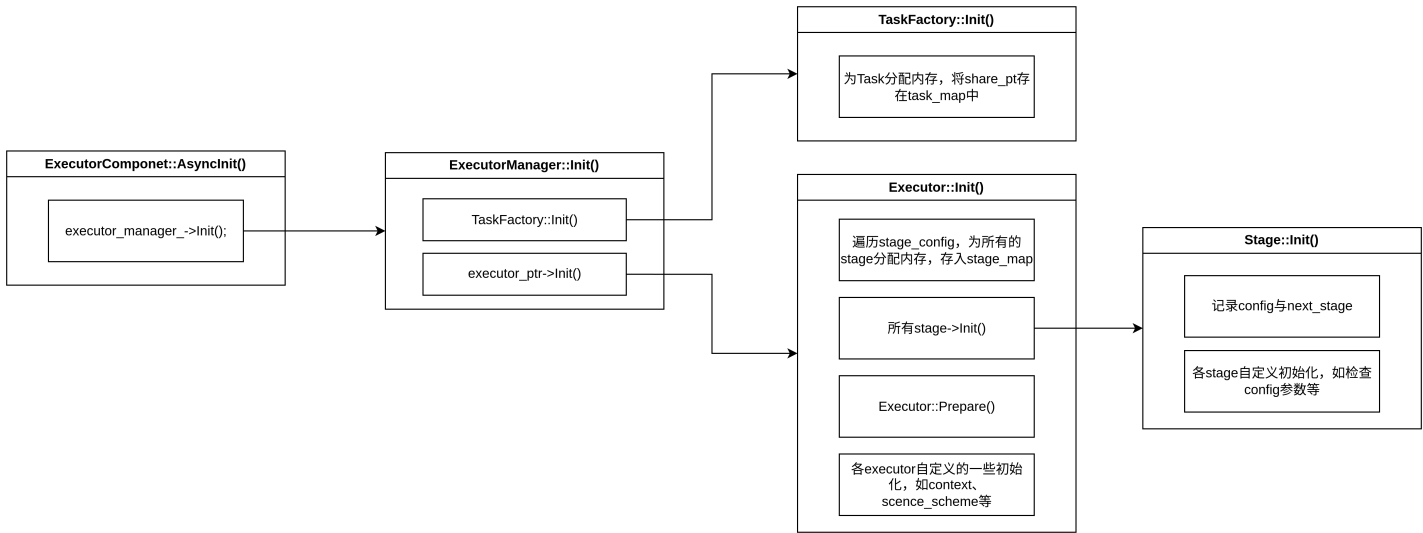 ExecutorComponet::AsyncInit()
executor_manager_->Init();
ExecutorManager::Init()
TaskFactory::Init()
executor_ptr->Init()
TaskFactory::Init()
为Task分配内存，将share_pt存
在task_map中
Executor::Init()
遍历stage_config，为所有的
stage分配内存，存入stage_map
所有stage->Init()
Executor::Prepare()
各executor自定义的一些初始
化，如context、
scence_scheme等
Stage::Init()
记录config与next_stage
各stage自定义初始化，如检查
config参数等